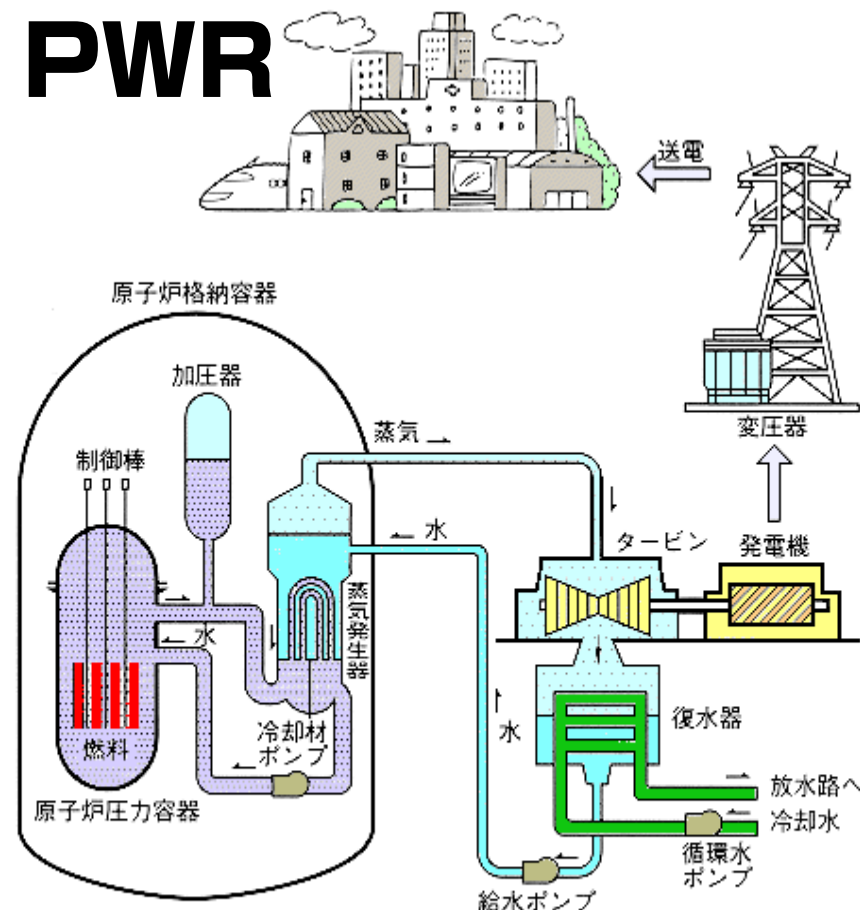 PWR
送電
原子炉格納容器
加圧器
変圧器
蒸気
制御棒
水
タービン
発電機
蒸気発生器
水
復水器
水
冷却材
ポンプ
燃料
放水路へ
原子炉圧力容器
冷却水
循環水
ポンプ
給水ポンプ